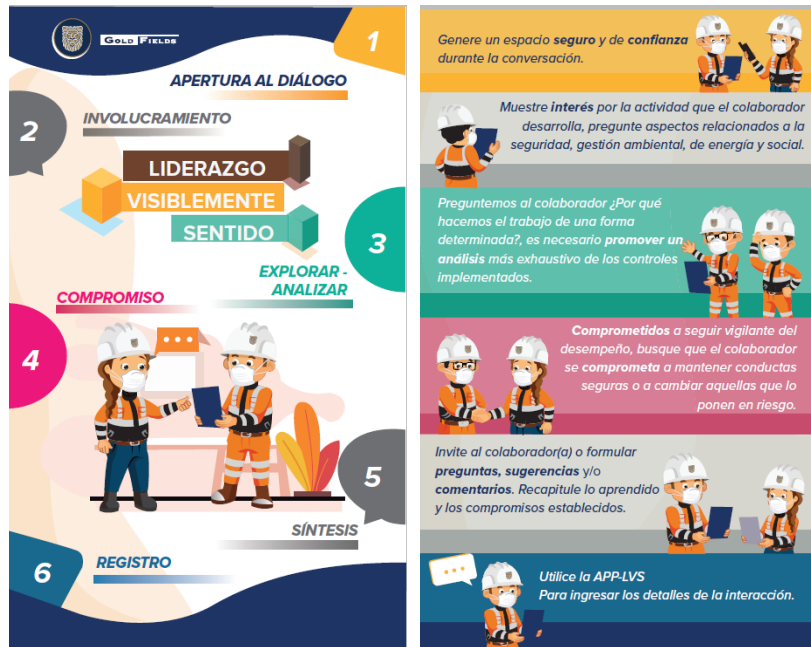 GOLD FIELDS
1
APERTURA AL DIÁLOGO
2
INVOLUCRAMIENTO
LIDERAZGO
VISIBLEMENTE
SENTIDO
3
EXPLORAR -
ANALIZAR
COMPROMISO
4
5
SÍNTESIS
6
REGISTRO
Genere un espacio seguro y de confianza
durante la conversación.
Muestre interés por la actividad que el colaborador
desarrolla, pregunte aspectos relacionados a la
seguridad, gestión ambiental, de energía y social.
Preguntemos al colaborador ¿Por qué
hacemos el trabajo de una forma
determinada?, es necesario promover un
análisis más exhaustivo de los controles
implementados.
Comprometidos a seguir vigilante del
desempeño, busque que el colaborador
se comprometa a mantener conductas
seguras o a cambiar aquellas que lo
ponen en riesgo.
Invite al colaborador(a) o formular
preguntas, sugerencias y/o
comentarios. Recapitule lo aprendido
y los compromisos establecidos.
Utilice la APP-LVS
Para ingresar los detalles de la interacción.